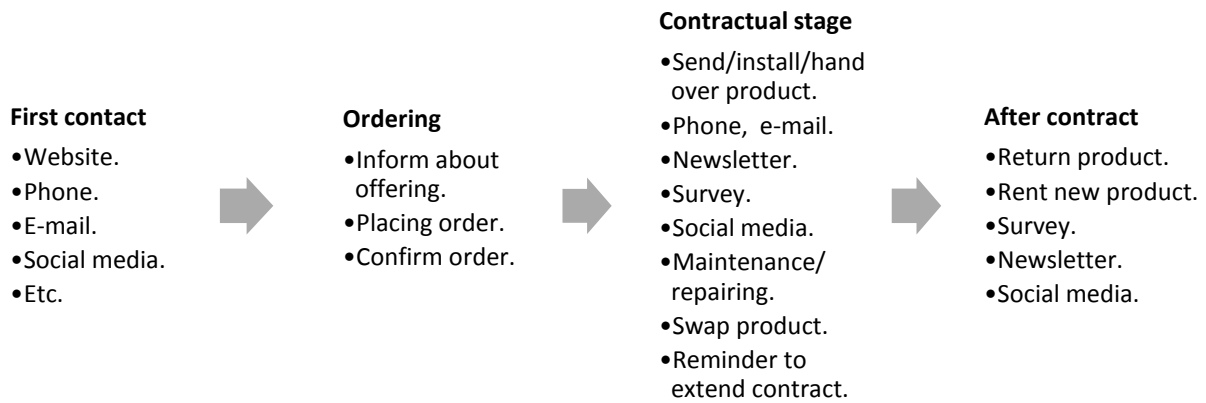 First contact
•Website.
•Phone.
•E-mail.
•Social media.
•Etc.
Ordering
•Inform about
offering.
•Placing order.
•Confirm order.
Contractual stage
•Send/install/hand
over product.
•Phone, e-mail.
•Newsletter.
•Survey.
•Social media.
•Maintenance/
repairing.
•Swap product.
•Reminder to
extend contract.
After contract
•Return product.
•Rent new product.
•Survey.
•Newsletter.
•Social media.